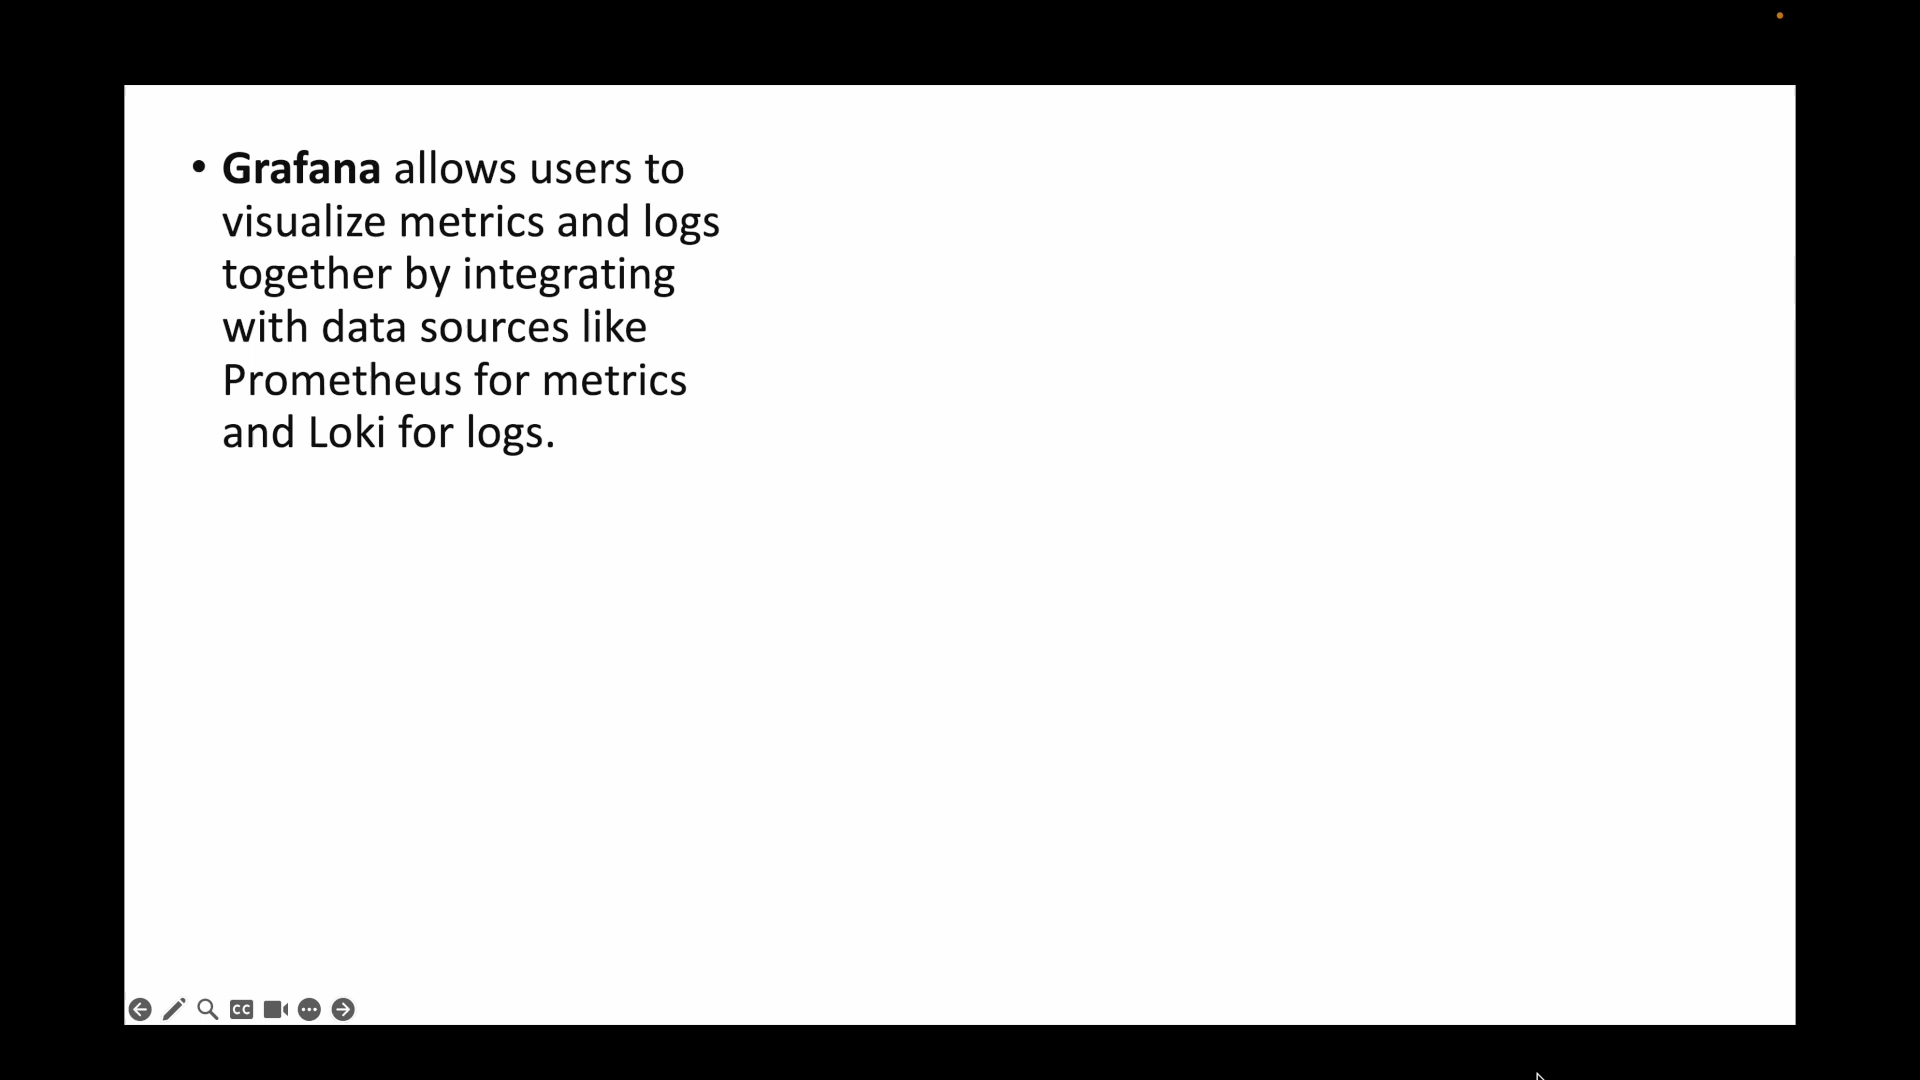 • Grafana allows users to
visualize metrics and logs
together by integrating
with data sources like
Prometheus for metrics
and Loki for logs.
CC